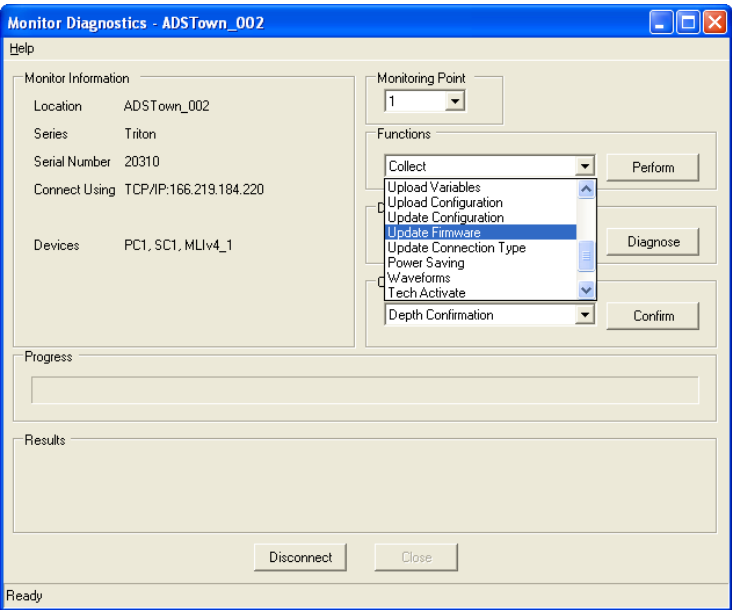 Monitor Diagnostics - ADSTown_002
Help
Monitor Information
Location ADSTown_002
Series Triton
Serial Number 20310
Connect Using TCP/IP:166.219.184.220
Devices PC1, SC1, MLIv4_1
Monitoring Point
1
Functions
Collect
Perform
Upload Variables
Upload Configuration
Update Configuration
Update Firmware
Update Connection Type
Power Saving
Waveforms
Tech Activate
Diagnose
Depth Confirmation
Confirm
Progress
Results
Disconnect
Close
Ready